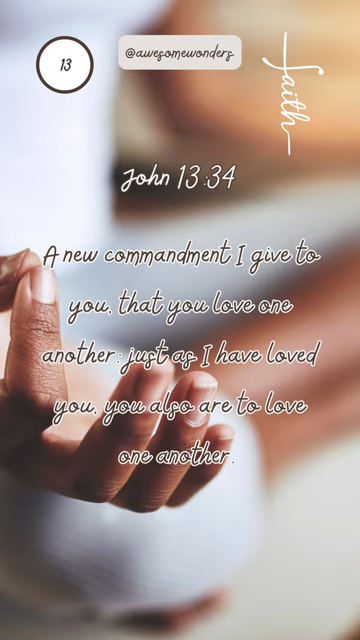 13
@awesomewonders
faith
John 13:34
A new commandment I give to
you, that you love one
another: just as I have loved
you, you also are to love
one another.